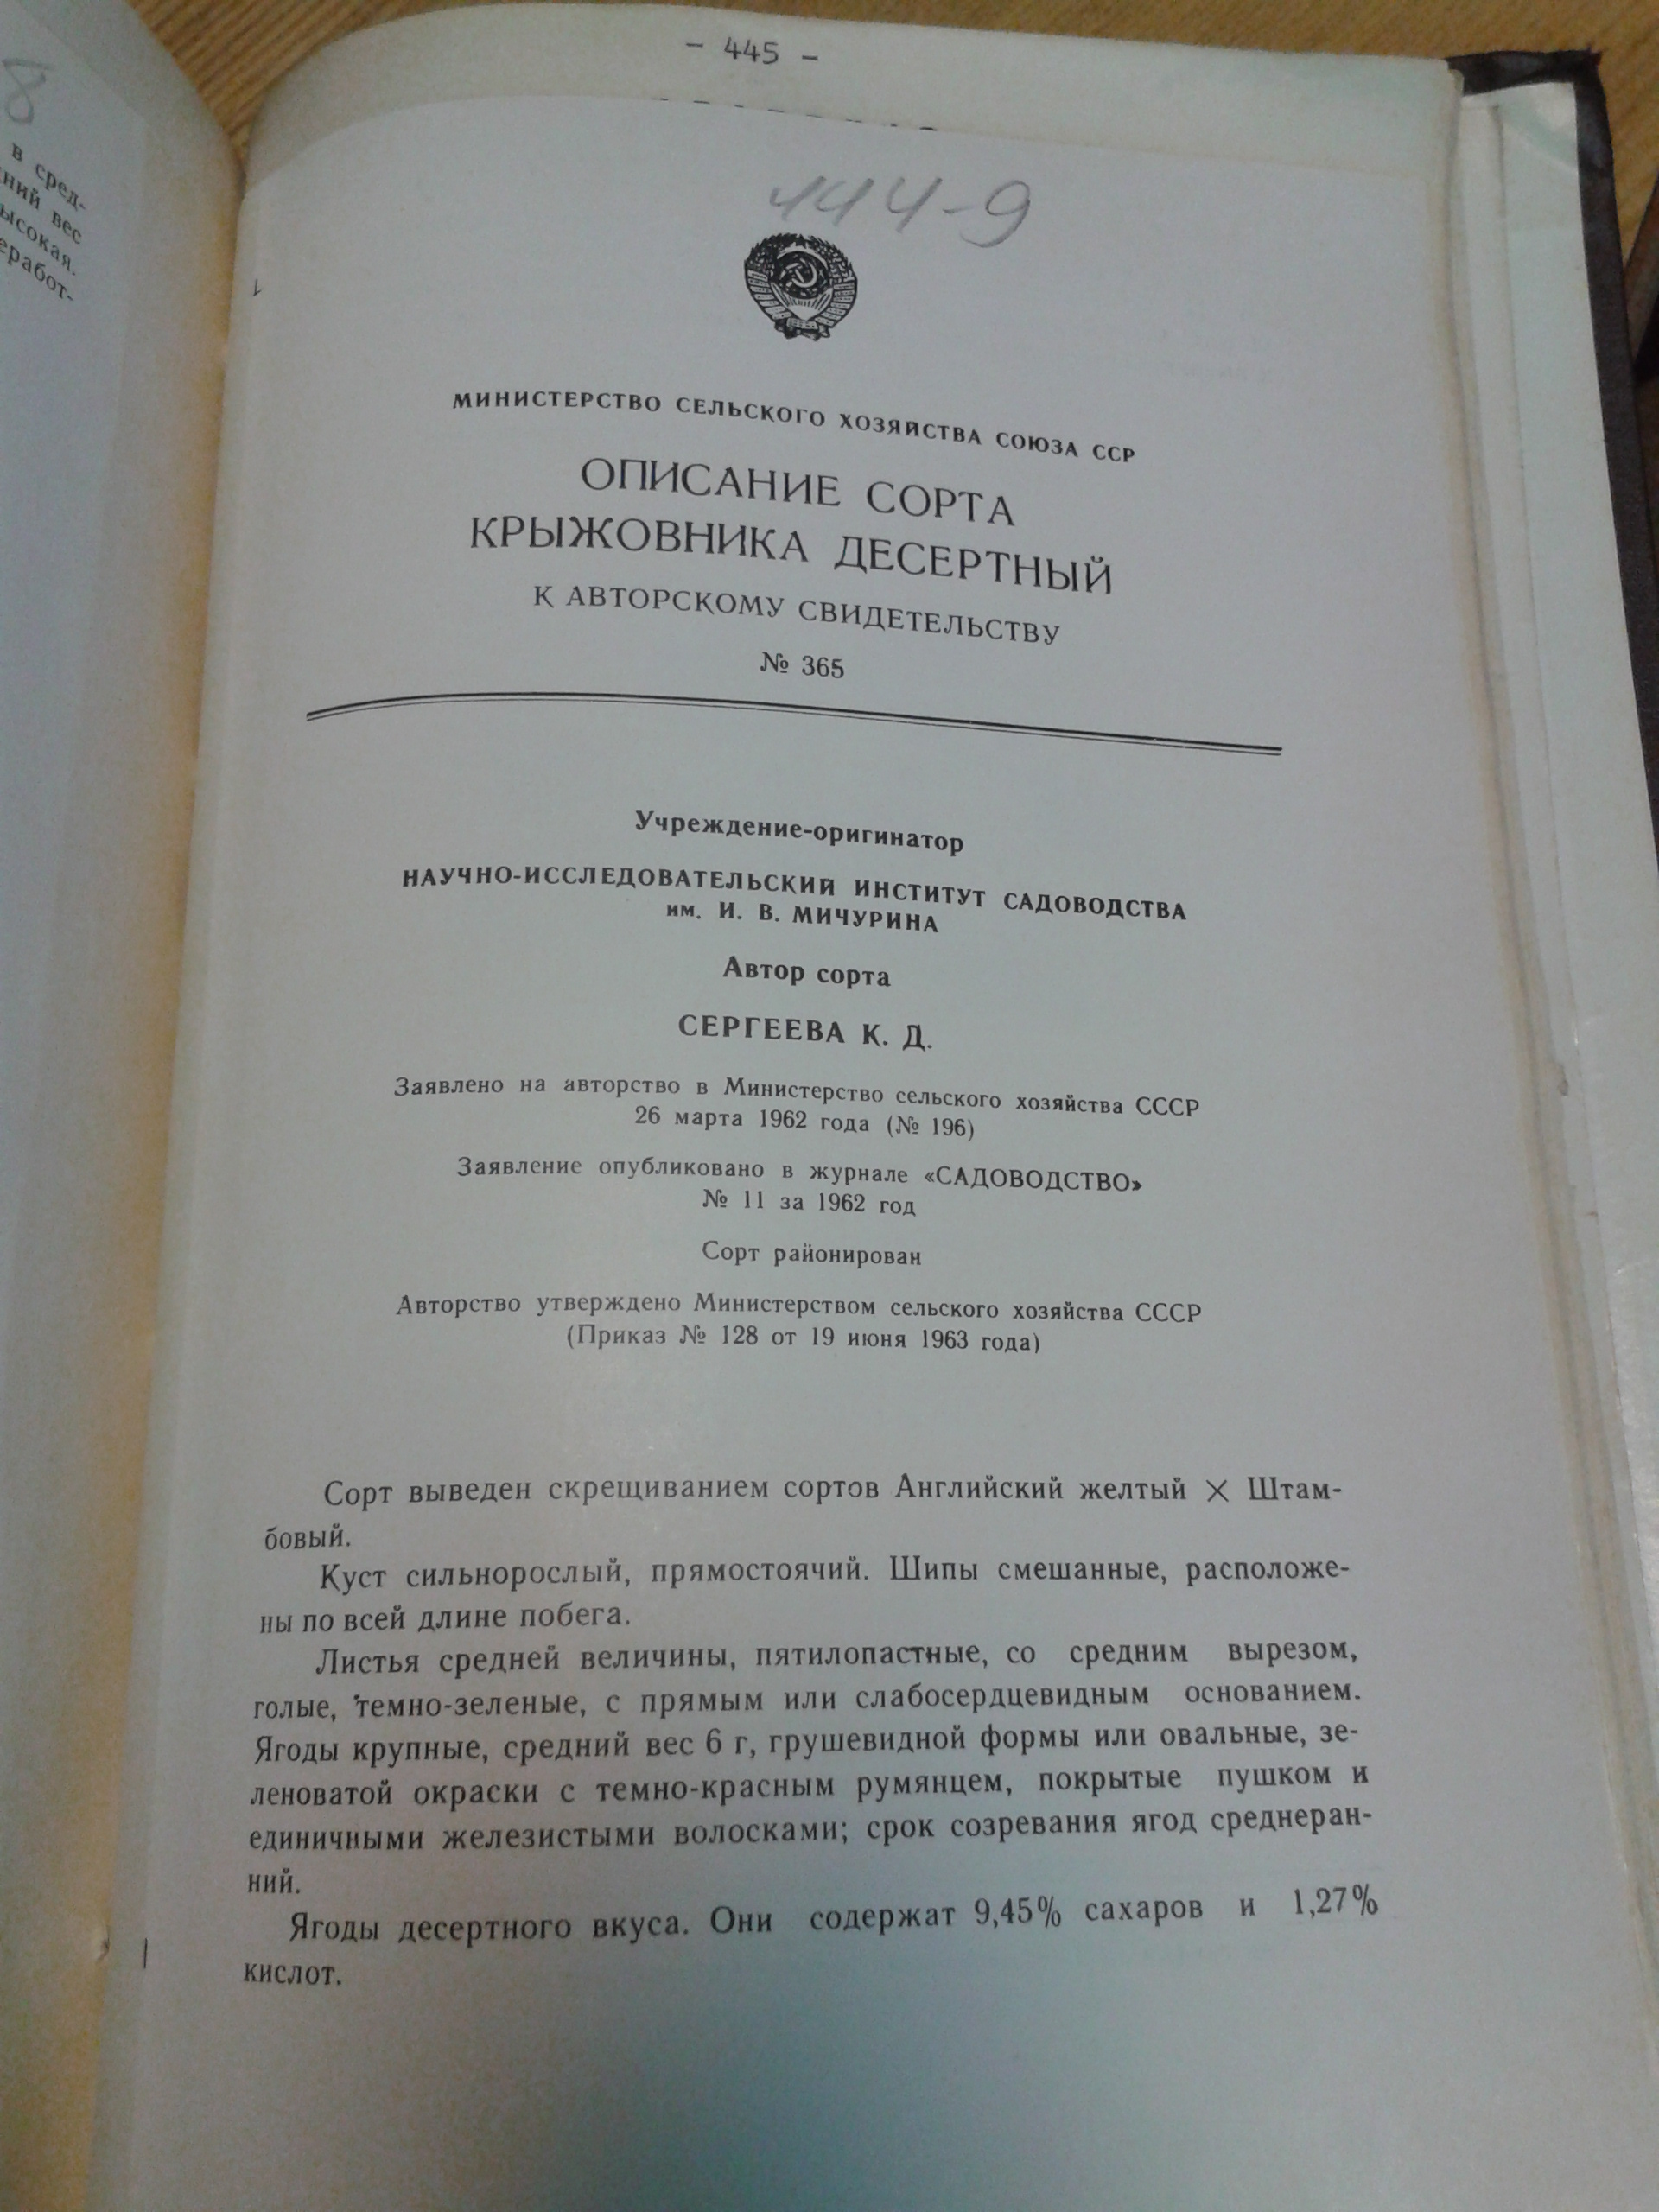 - 445 -
444-9
МИНИСТЕРСТВО СЕЛЬСКОГО ХОЗЯЙСТВА СОЮЗА ССР
ОПИСАНИЕ СОРТА
КРЫЖОВНИКА ДЕСЕРТНЫЙ
К АВТОРСКОМУ СВИДЕТЕЛЬСТВУ
№ 365
Учреждение-оригинатор
НАУЧНО-ИССЛЕДОВАТЕЛЬСКИЙ ИНСТИТУТ САДОВОДСТВА
им. И. В. МИЧУРИНА
Автор сорта
СЕРГЕЕВА К. Д.
Заявлено на авторство в Министерство сельского хозяйства СССР
26 марта 1962 года (№ 196)
Заявление опубликовано в журнале «САДОВОДСТВО»
№ 11 за 1962 год
Сорт районирован
Авторство утверждено Министерством сельского хозяйства СССР
(Приказ № 128 от 19 июня 1963 года)
Сорт выведен скрещиванием сортов Английский желтый × Штам-
бовый.
Куст сильнорослый, прямостоячий. Шипы смешанные, расположе-
ны по всей длине побега.
Листья средней величины, пятилопастные, со средним вырезом,
голые, темно-зеленые, с прямым или слабосердцевидным основанием.
Ягоды крупные, средний вес 6 г, грушевидной формы или овальные, зе-
леноватой окраски с темно-красным румянцем, покрытые пушком и
единичными железистыми волосками; срок созревания ягод среднеран-
ний.
Ягоды десертного вкуса. Они содержат 9,45% сахаров и 1,27%
кислот.
8
в сред-
ний вес
ысокая.
еработ-